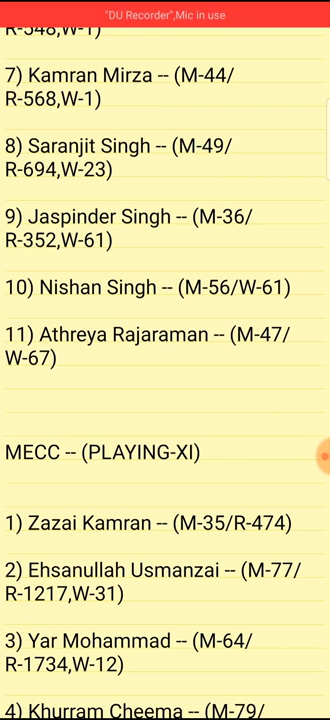 "DU Recorder",Mic in use
R-548,W-1)
7) Kamran Mirza -- (M-44/
R-568,W-1)
8) Saranjit Singh -- (M-49/
R-694,W-23)
9) Jaspinder Singh -- (M-36/
R-352,W-61)
10) Nishan Singh -- (M-56/W-61)
11) Athreya Rajaraman -- (M-47/
W-67)
MECC -- (PLAYING-XI)
1) Zazai Kamran -- (M-35/R-474)
2) Ehsanullah Usmanzai -- (M-77/
R-1217,W-31)
3) Yar Mohammad -- (M-64/
R-1734,W-12)
4) Khurram Cheema -- (M-79/